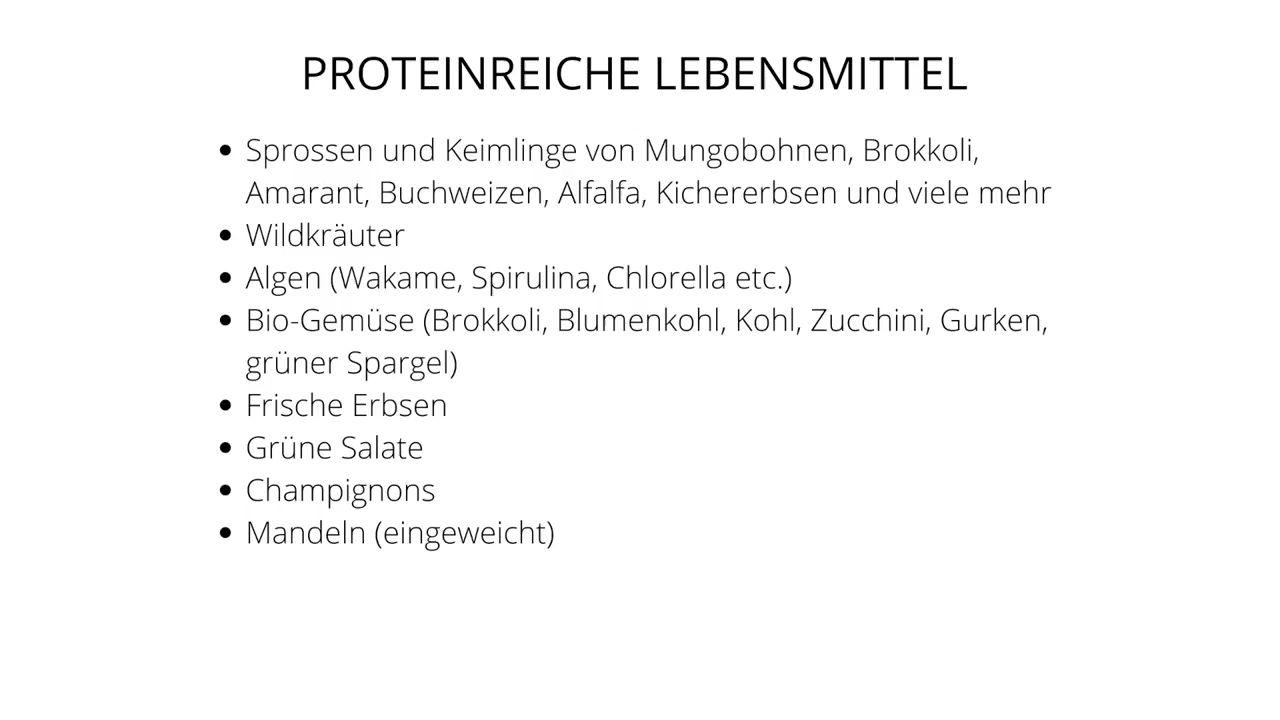 PROTEINREICHE LEBENSMITTEL
• Sprossen und Keimlinge von Mungobohnen, Brokkoli,
Amarant, Buchweizen, Alfalfa, Kichererbsen und viele mehr
• Wildkräuter
• Algen (Wakame, Spirulina, Chlorella etc.)
• Bio-Gemüse (Brokkoli, Blumenkohl, Kohl, Zucchini, Gurken,
grüner Spargel)
• Frische Erbsen
• Grüne Salate
• Champignons
• Mandeln (eingeweicht)